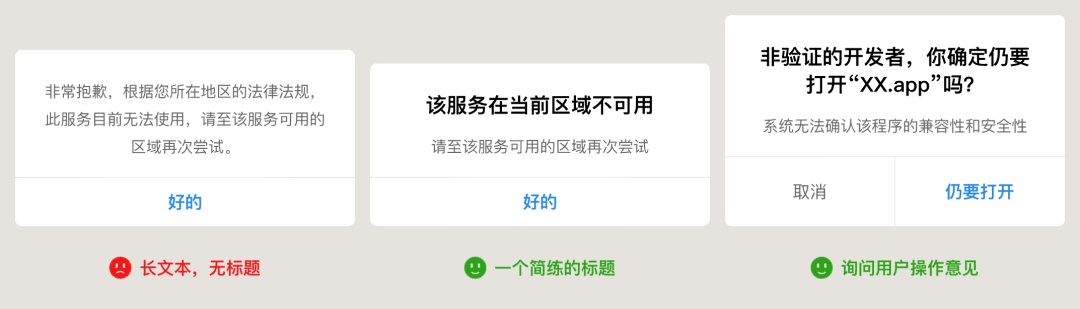 非常抱歉，根据您所在地区的法律法规，
此服务目前无法使用，请至该服务可用的
区域再次尝试。
好的
长文本，无标题
该服务在当前区域不可用
请至该服务可用的区域再次尝试
好的
一个简练的标题
非验证的开发者，你确定仍要
打开“XX.app”吗？
系统无法确认该程序的兼容性和安全性
取消
仍要打开
询问用户操作意见